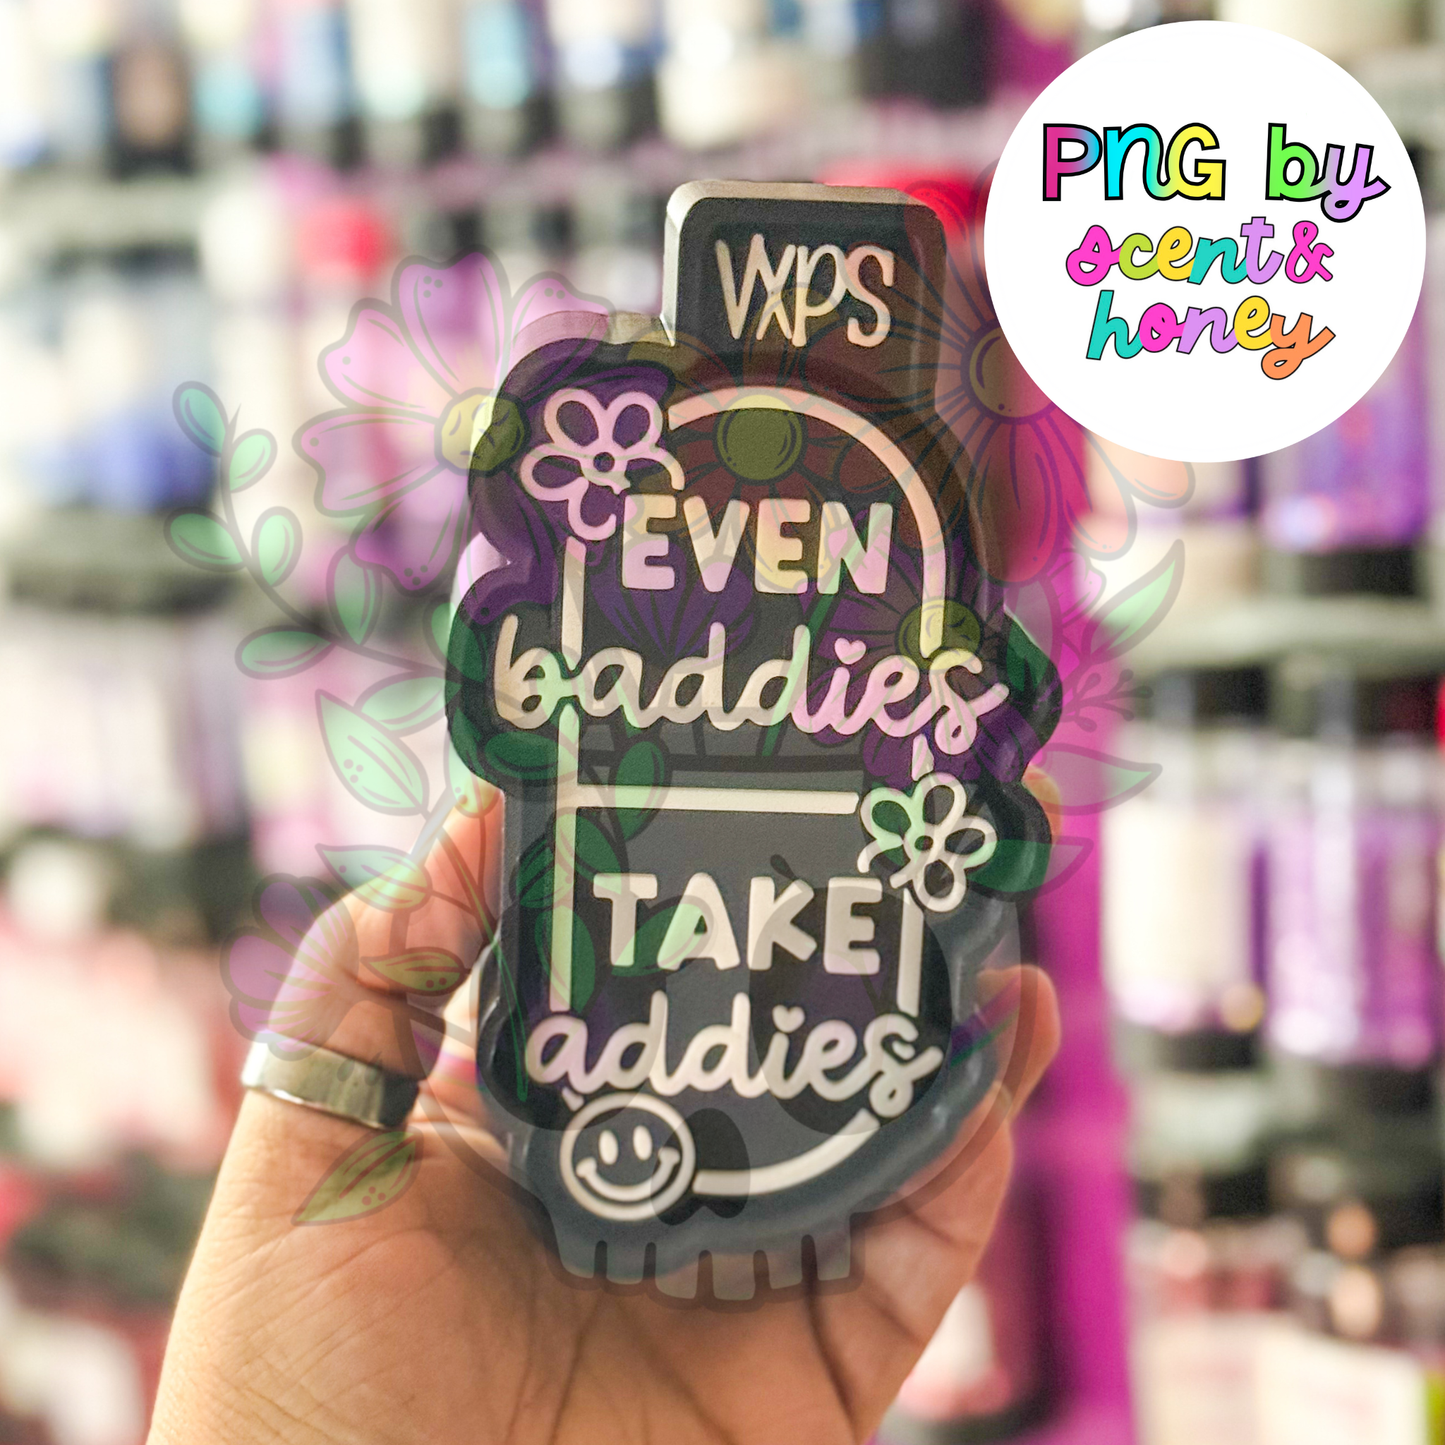 VXPS
EVEN
baddies
TAKE
addies
PNG by
scent&
honey